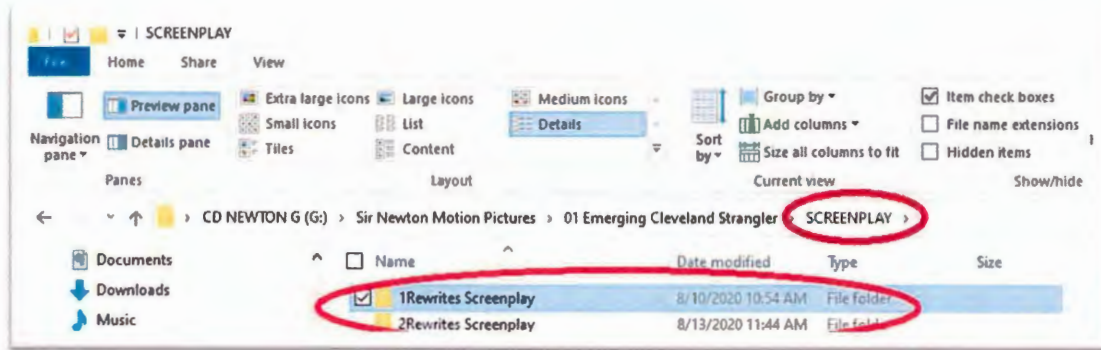 SCREENPLAY
File Home Share View
Preview pane Extra large icons Large icons Medium icons Group by Item check boxes
Small icons List Details Add columns File name extensions
Navigation pane Details pane Tiles Content Sort by Size all columns to fit Hidden items
Panes Layout Current view Show/hide
CD NEWTON G (G:) › Sir Newton Motion Pictures › 01 Emerging Cleveland Strangler › SCREENPLAY ›
Documents Name Date modified Type Size
Downloads 1Rewrites Screenplay 8/10/2020 10:54 AM File folder
Music 2Rewrites Screenplay 8/13/2020 11:44 AM File folder